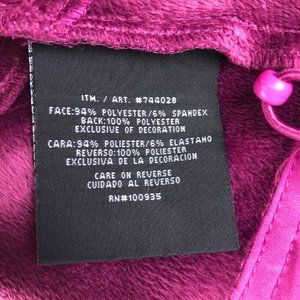 ITM. / ART. #744028
FACE:94% POLYESTER/6% SPANDEX
BACK:100% POLYESTER
EXCLUSIVE OF DECORATION
CARA:94% POLIESTER/6% ELASTANO
REVERSO:100% POLIESTER
EXCLUSIVA DE LA DECORACION
CARE ON REVERSE
CUIDADO AL REVERSO
RN#100935